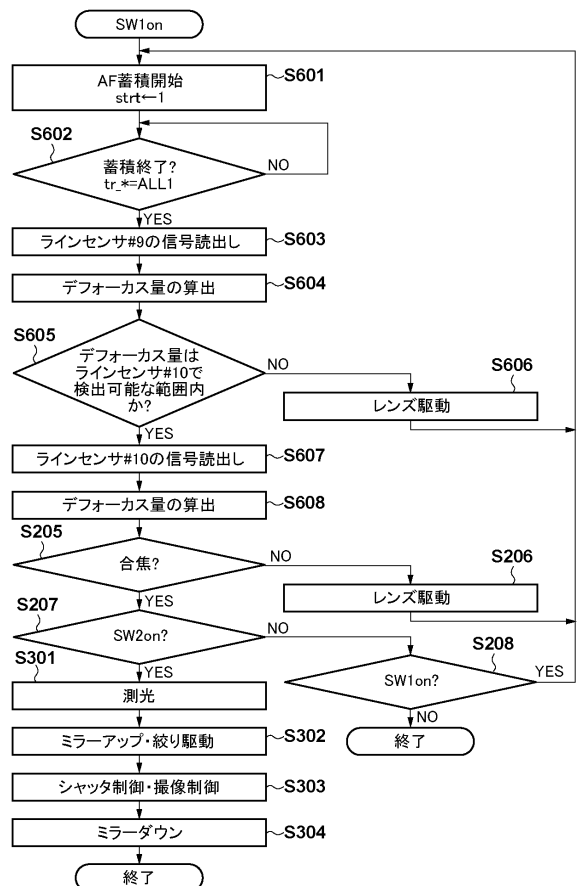 SW1on
AF蓄積開始
strt←1
S601
S602
蓄積終了?
tr_*=ALL1
NO
YES
ラインセンサ#9の信号読出し
S603
デフォーカス量の算出
S604
S605
デフォーカス量は
ラインセンサ#10で
検出可能な範囲内
か?
NO
S606
レンズ駆動
YES
ラインセンサ#10の信号読出し
S607
デフォーカス量の算出
S608
S205
合焦?
NO
S206
レンズ駆動
YES
S207
SW2on?
NO
S208
SW1on?
YES
NO
終了
YES
S301
測光
ミラーアップ・絞り駆動
S302
シャッタ制御・撮像制御
S303
ミラーダウン
S304
終了